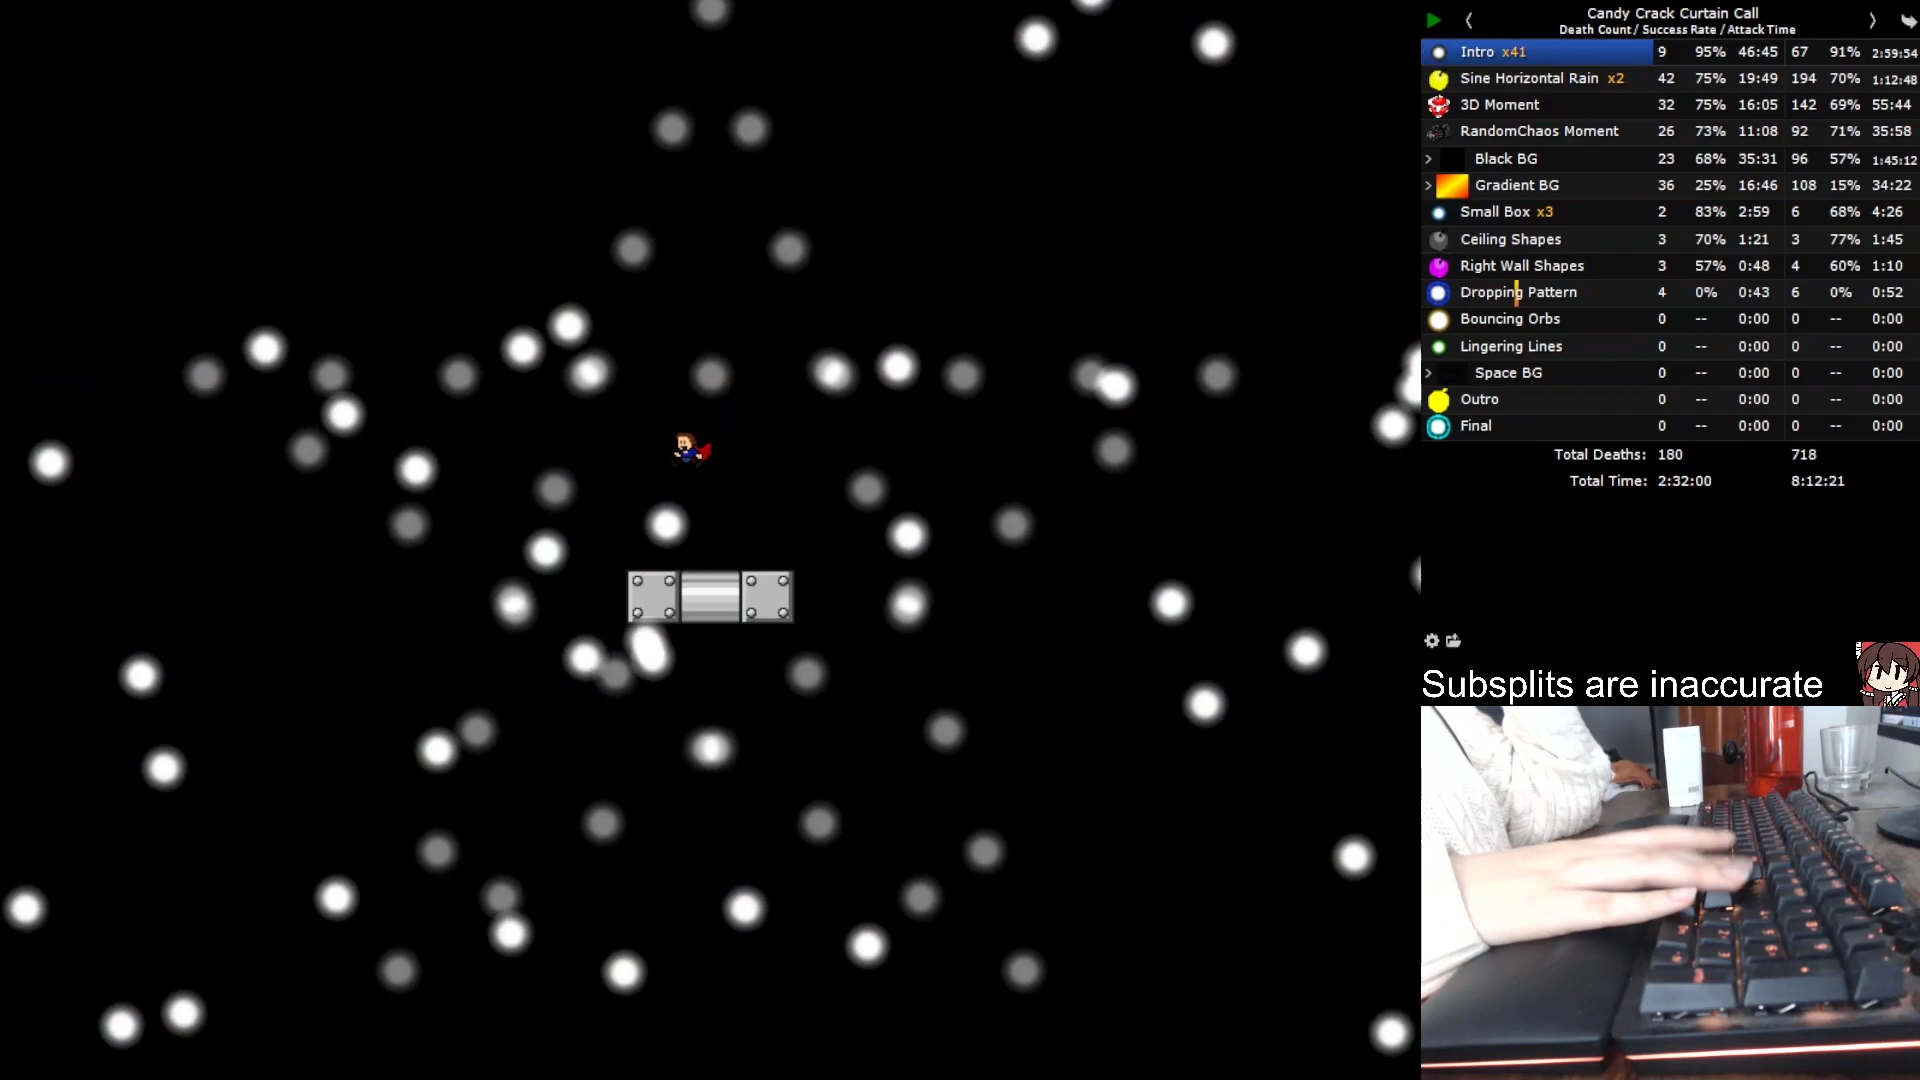 Candy Crack Curtain Call
Death Count / Success Rate / Attack Time
Intro x41 9 95% 46:45 67 91% 2:59:54
Sine Horizontal Rain x2 42 75% 19:49 194 70% 1:12:48
3D Moment 32 75% 16:05 142 69% 55:44
RandomChaos Moment 26 73% 11:08 92 71% 35:58
Black BG 23 68% 35:31 96 57% 1:45:12
Gradient BG 36 25% 16:46 108 15% 34:22
Small Box x3 2 83% 2:59 6 68% 4:26
Ceiling Shapes 3 70% 1:21 3 77% 1:45
Right Wall Shapes 3 57% 0:48 4 60% 1:10
Dropping Pattern 4 0% 0:43 6 0% 0:52
Bouncing Orbs 0 -- 0:00 0 -- 0:00
Lingering Lines 0 -- 0:00 0 -- 0:00
Space BG 0 -- 0:00 0 -- 0:00
Outro 0 -- 0:00 0 -- 0:00
Final 0 -- 0:00 0 -- 0:00
Total Deaths: 180 718
Total Time: 2:32:00 8:12:21
Subsplits are inaccurate